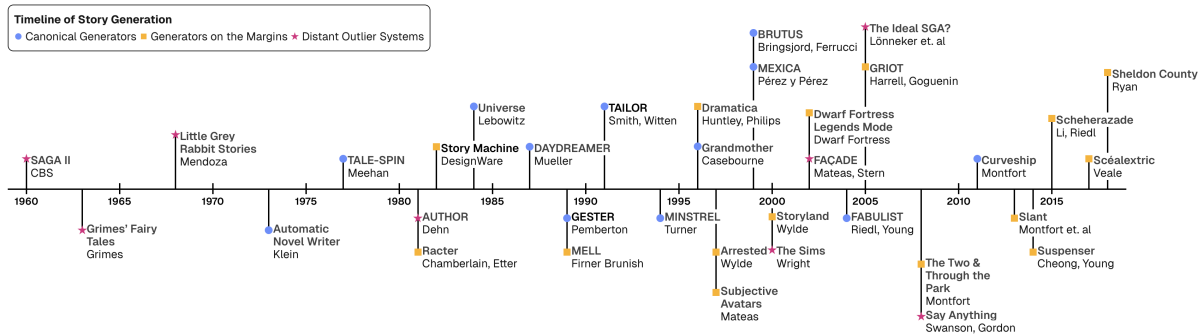 Timeline of Story Generation
Canonical Generators Generators on the Margins Distant Outlier Systems
SAGA II
CBS
Little Grey
Rabbit Stories
Mendoza
TALE-SPIN
Meehan
Story Machine
DesignWare
Universe
Lebowitz
DAYDREAMER
Mueller
TAILOR
Smith, Witten
Dramatica
Huntley, Philips
Grandmother
Casebourne
BRUTUS
Bringsjord, Ferrucci
MEXICA
Pérez y Pérez
Dwarf Fortress
Legends Mode
Dwarf Fortress
FAÇADE
Mateas, Stern
The Ideal SGA?
Lönneker et. al
GRIOT
Harrell, Goguenin
Curveship
Montfort
Scheherazade
Li, Riedl
Sheldon County
Ryan
Scéalextric
Veale
1960 1965 1970 1975 1980 1985 1990 1995 2000 2005 2010 2015
Grimes' Fairy
Tales
Grimes
Automatic
Novel Writer
Klein
AUTHOR
Dehn
Racter
Chamberlain, Etter
GESTER
Pemberton
MELL
Firner Brunish
MINSTREL
Turner
Arrested
Wylde
Subjective
Avatars
Mateas
Storyland
Wylde
The Sims
Wright
FABULIST
Riedl, Young
The Two &
Through the
Park
Montfort
Say Anything
Swanson, Gordon
Slant
Montfort et. al
Suspenser
Cheong, Young